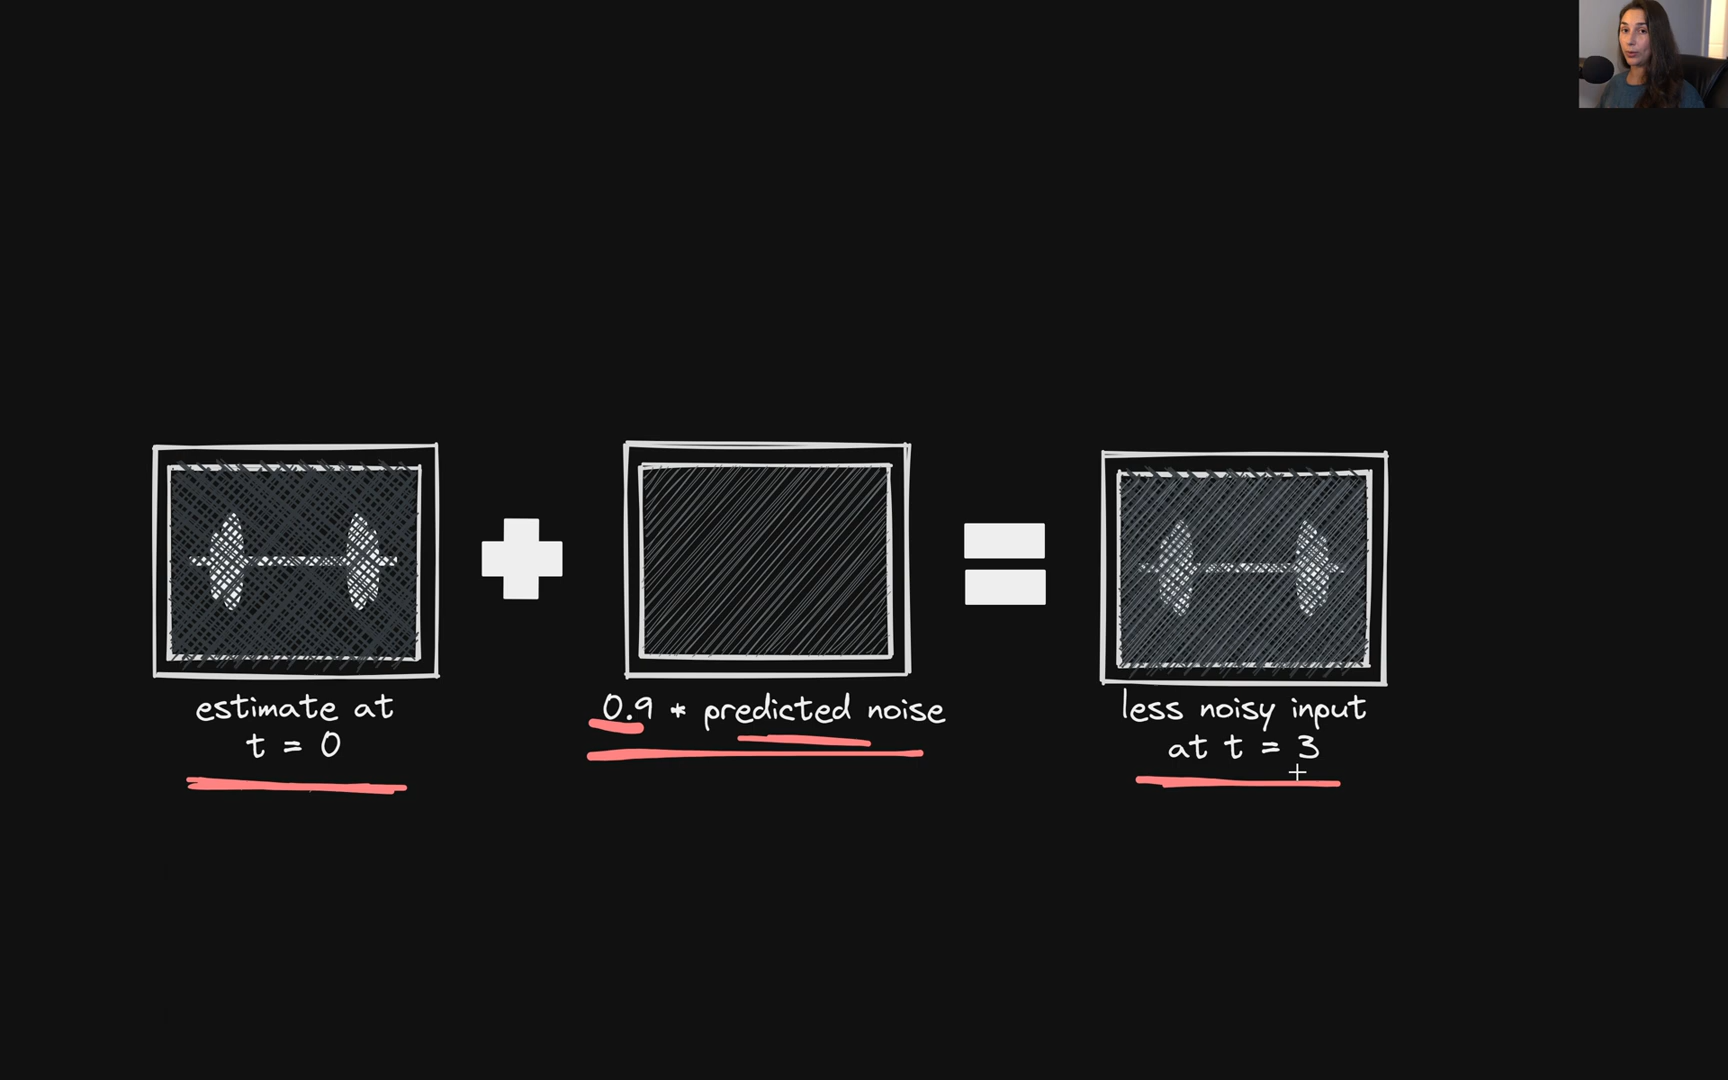 estimate at
t = 0
0.9 * predicted noise
less noisy input
at t = 3